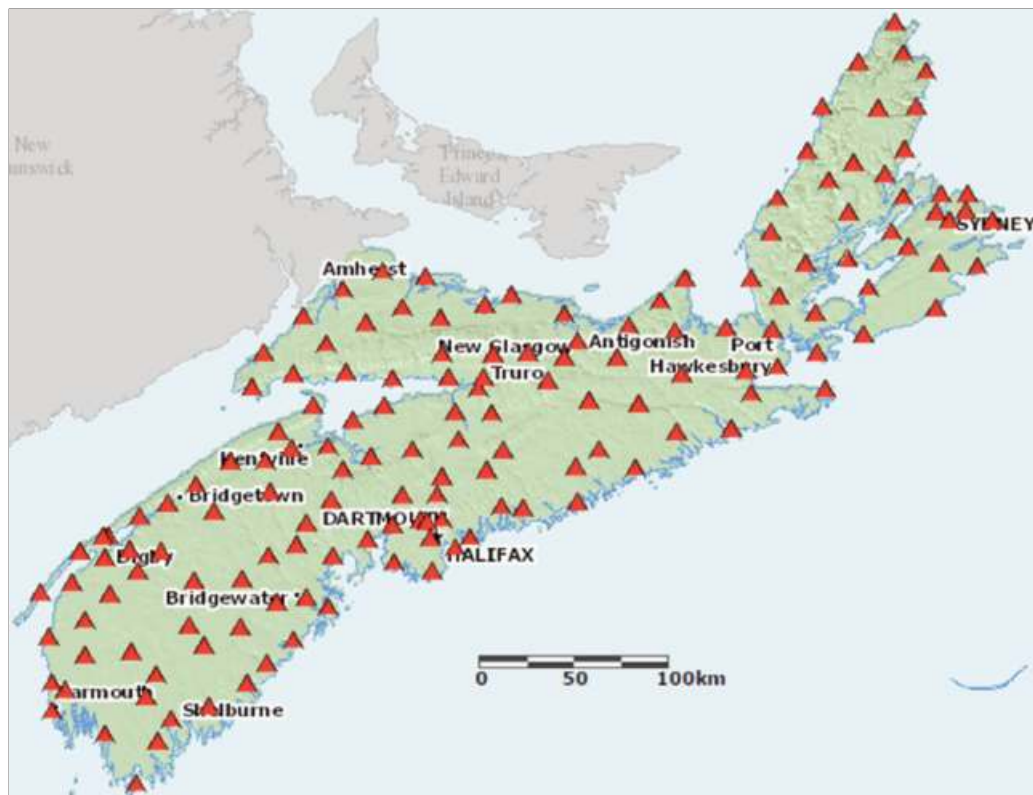 New
Prince
Edward
Island
SYDNEY
Amherst
New Glasgow
Antigonish
Port
Hawkesbury
Truro
Bridgetown
DARTMOUTH
HALIFAX
Digby
Bridgewater
Shelburne
0 50 100km